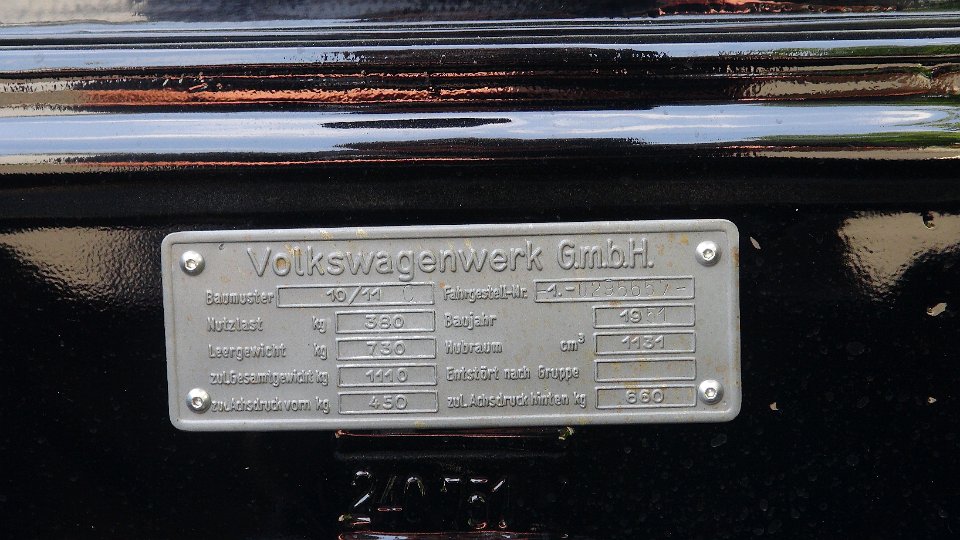 Volkswagenwerk G.m.b.H.
Baumuster 10/11 C Fahrgestell-Nr.
Nutzlast kg 380 Baujahr 1951
Leergewicht kg 730 Hubraum cm³ 1131
zul.Gesamtgewicht kg 1110 Entstört nach Gruppe
zul.Achsdruck vorn kg 450 zul.Achsdruck hinten kg 660